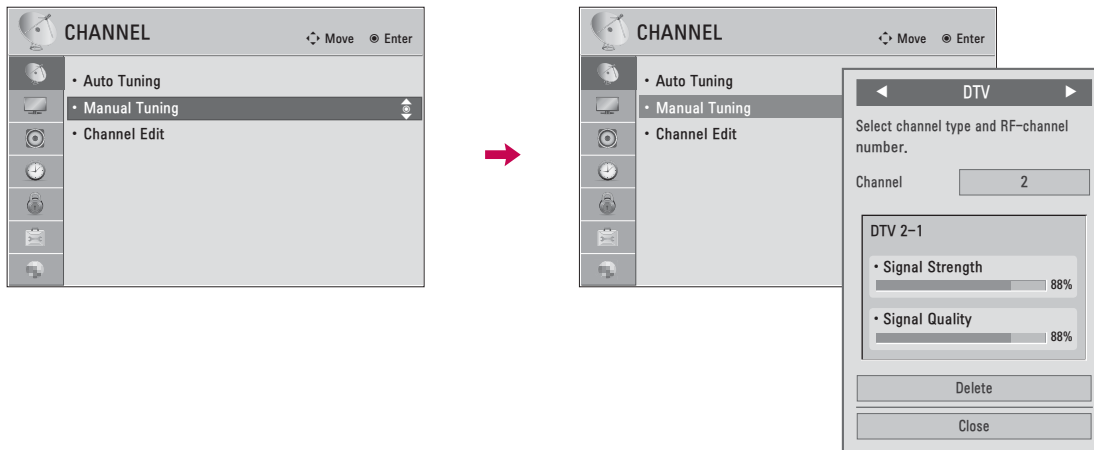 CHANNEL
Move Enter
• Auto Tuning
• Manual Tuning
• Channel Edit
CHANNEL
Move Enter
• Auto Tuning
• Manual Tuning
• Channel Edit
◀ DTV ▶
Select channel type and RF-channel
number.
Channel 2
DTV 2-1
• Signal Strength
88%
• Signal Quality
88%
Delete
Close